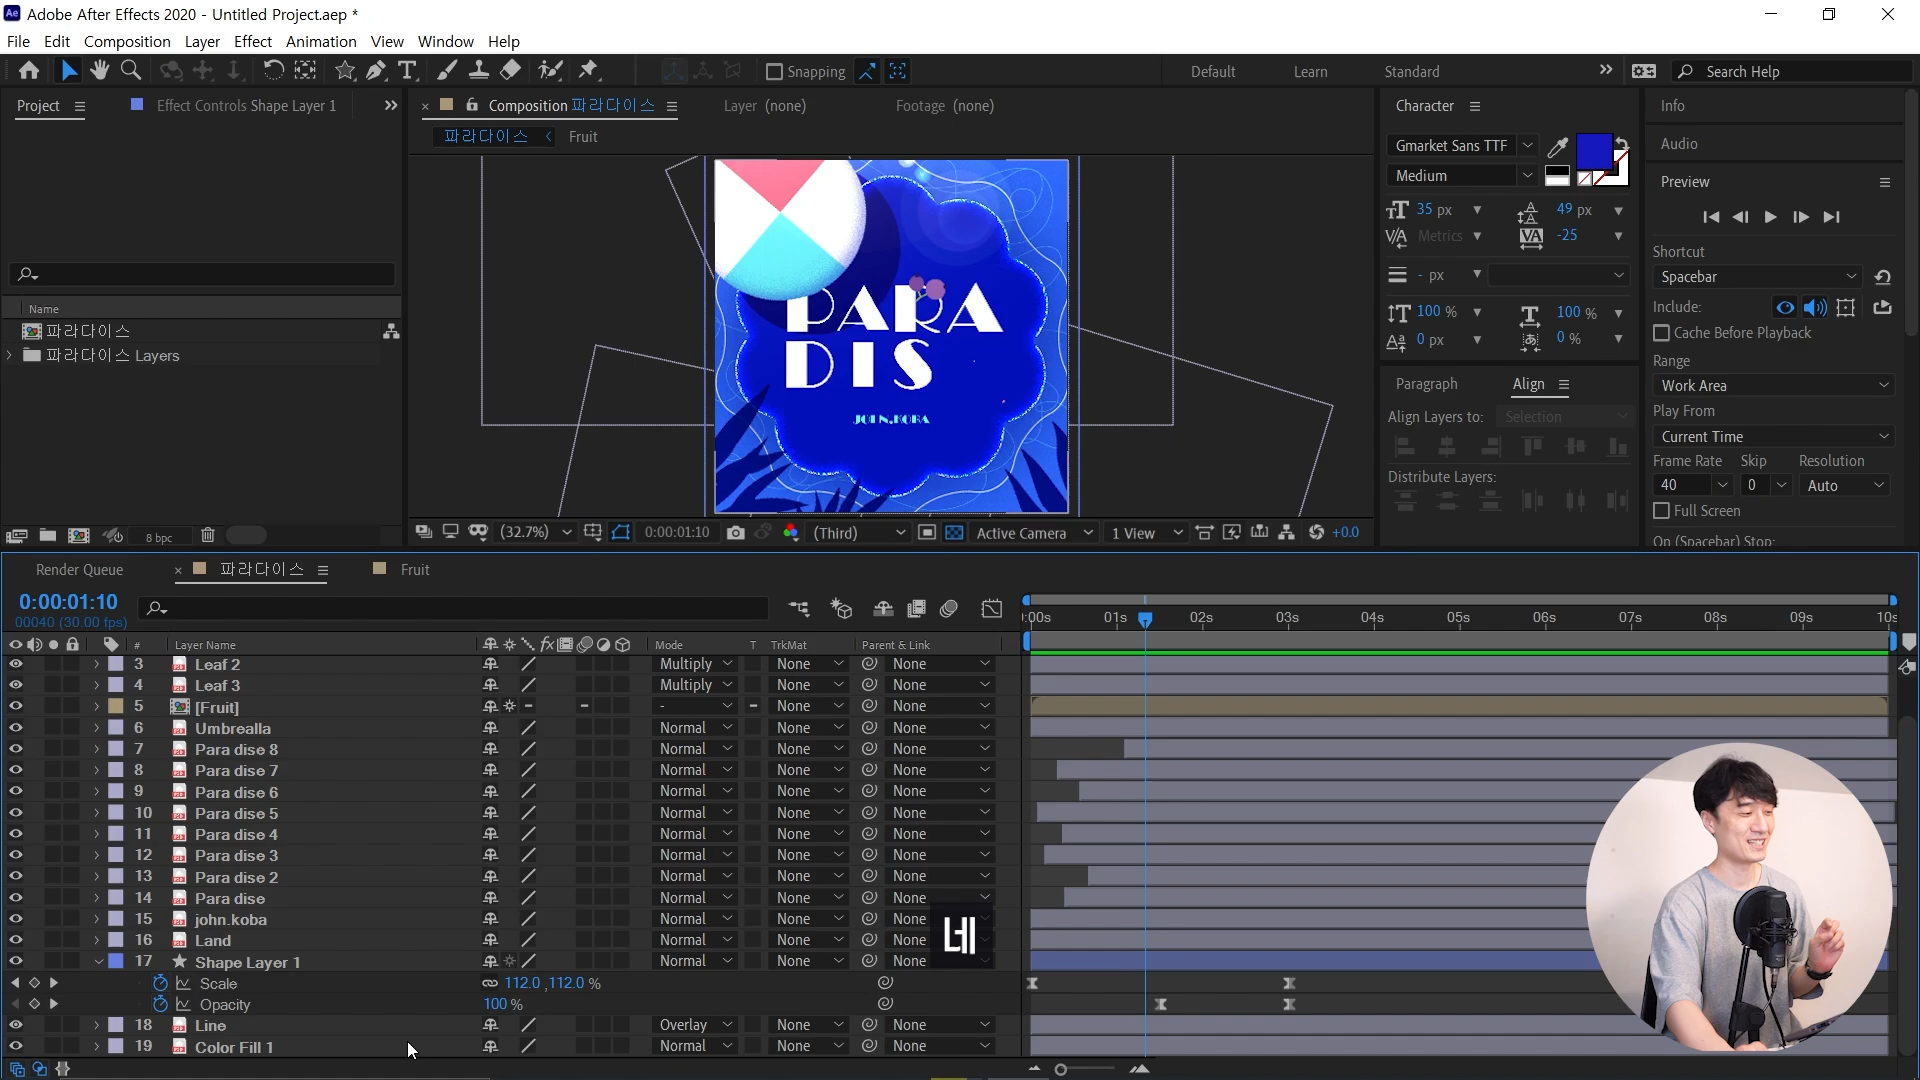 Ae Adobe After Effects 2020 - Untitled Project.aep *
File Edit Composition Layer Effect Animation View Window Help
Snapping Default Learn Standard Search Help
Project Effect Controls Shape Layer 1 Composition 파라다이스 Layer (none) Footage (none) Character Info
파라다이스 Fruit
Gmarket Sans TTF Audio
Medium Preview
35 px 49 px
Metrics -25
Shortcut
- px Spacebar
Name
100 % 100 % Include:
파라다이스
0 px 0 % Cache Before Playback
파라다이스 Layers
Range
Paragraph Align Work Area
Align Layers to: Selection Play From
Current Time
Distribute Layers: Frame Rate Skip Resolution
40 0 Auto
Full Screen
On (Spacebar) Stop:
PARA
DIS
JOHN.KOBA
8 bpc (32.7%) 0:00:01:10 (Third) Active Camera 1 View +0.0
Render Queue 파라다이스 Fruit
0:00:01:10
00040 (30.00 fps)
:00s 01s 02s 03s 04s 05s 06s 07s 08s 09s 10s
# Layer Name Mode T TrkMat Parent & Link
3 Leaf 2 Multiply None None
4 Leaf 3 Multiply None None
5 [Fruit] - None None
6 Umbrealla Normal None None
7 Para dise 8 Normal None None
8 Para dise 7 Normal None None
9 Para dise 6 Normal None None
10 Para dise 5 Normal None None
11 Para dise 4 Normal None None
12 Para dise 3 Normal None None
13 Para dise 2 Normal None None
14 Para dise Normal None None
15 john.koba Normal None None
16 Land Normal None None
네
17 Shape Layer 1 Normal None None
Scale 112.0 ,112.0 %
Opacity 100 %
18 Line Overlay None None
19 Color Fill 1 Normal None None